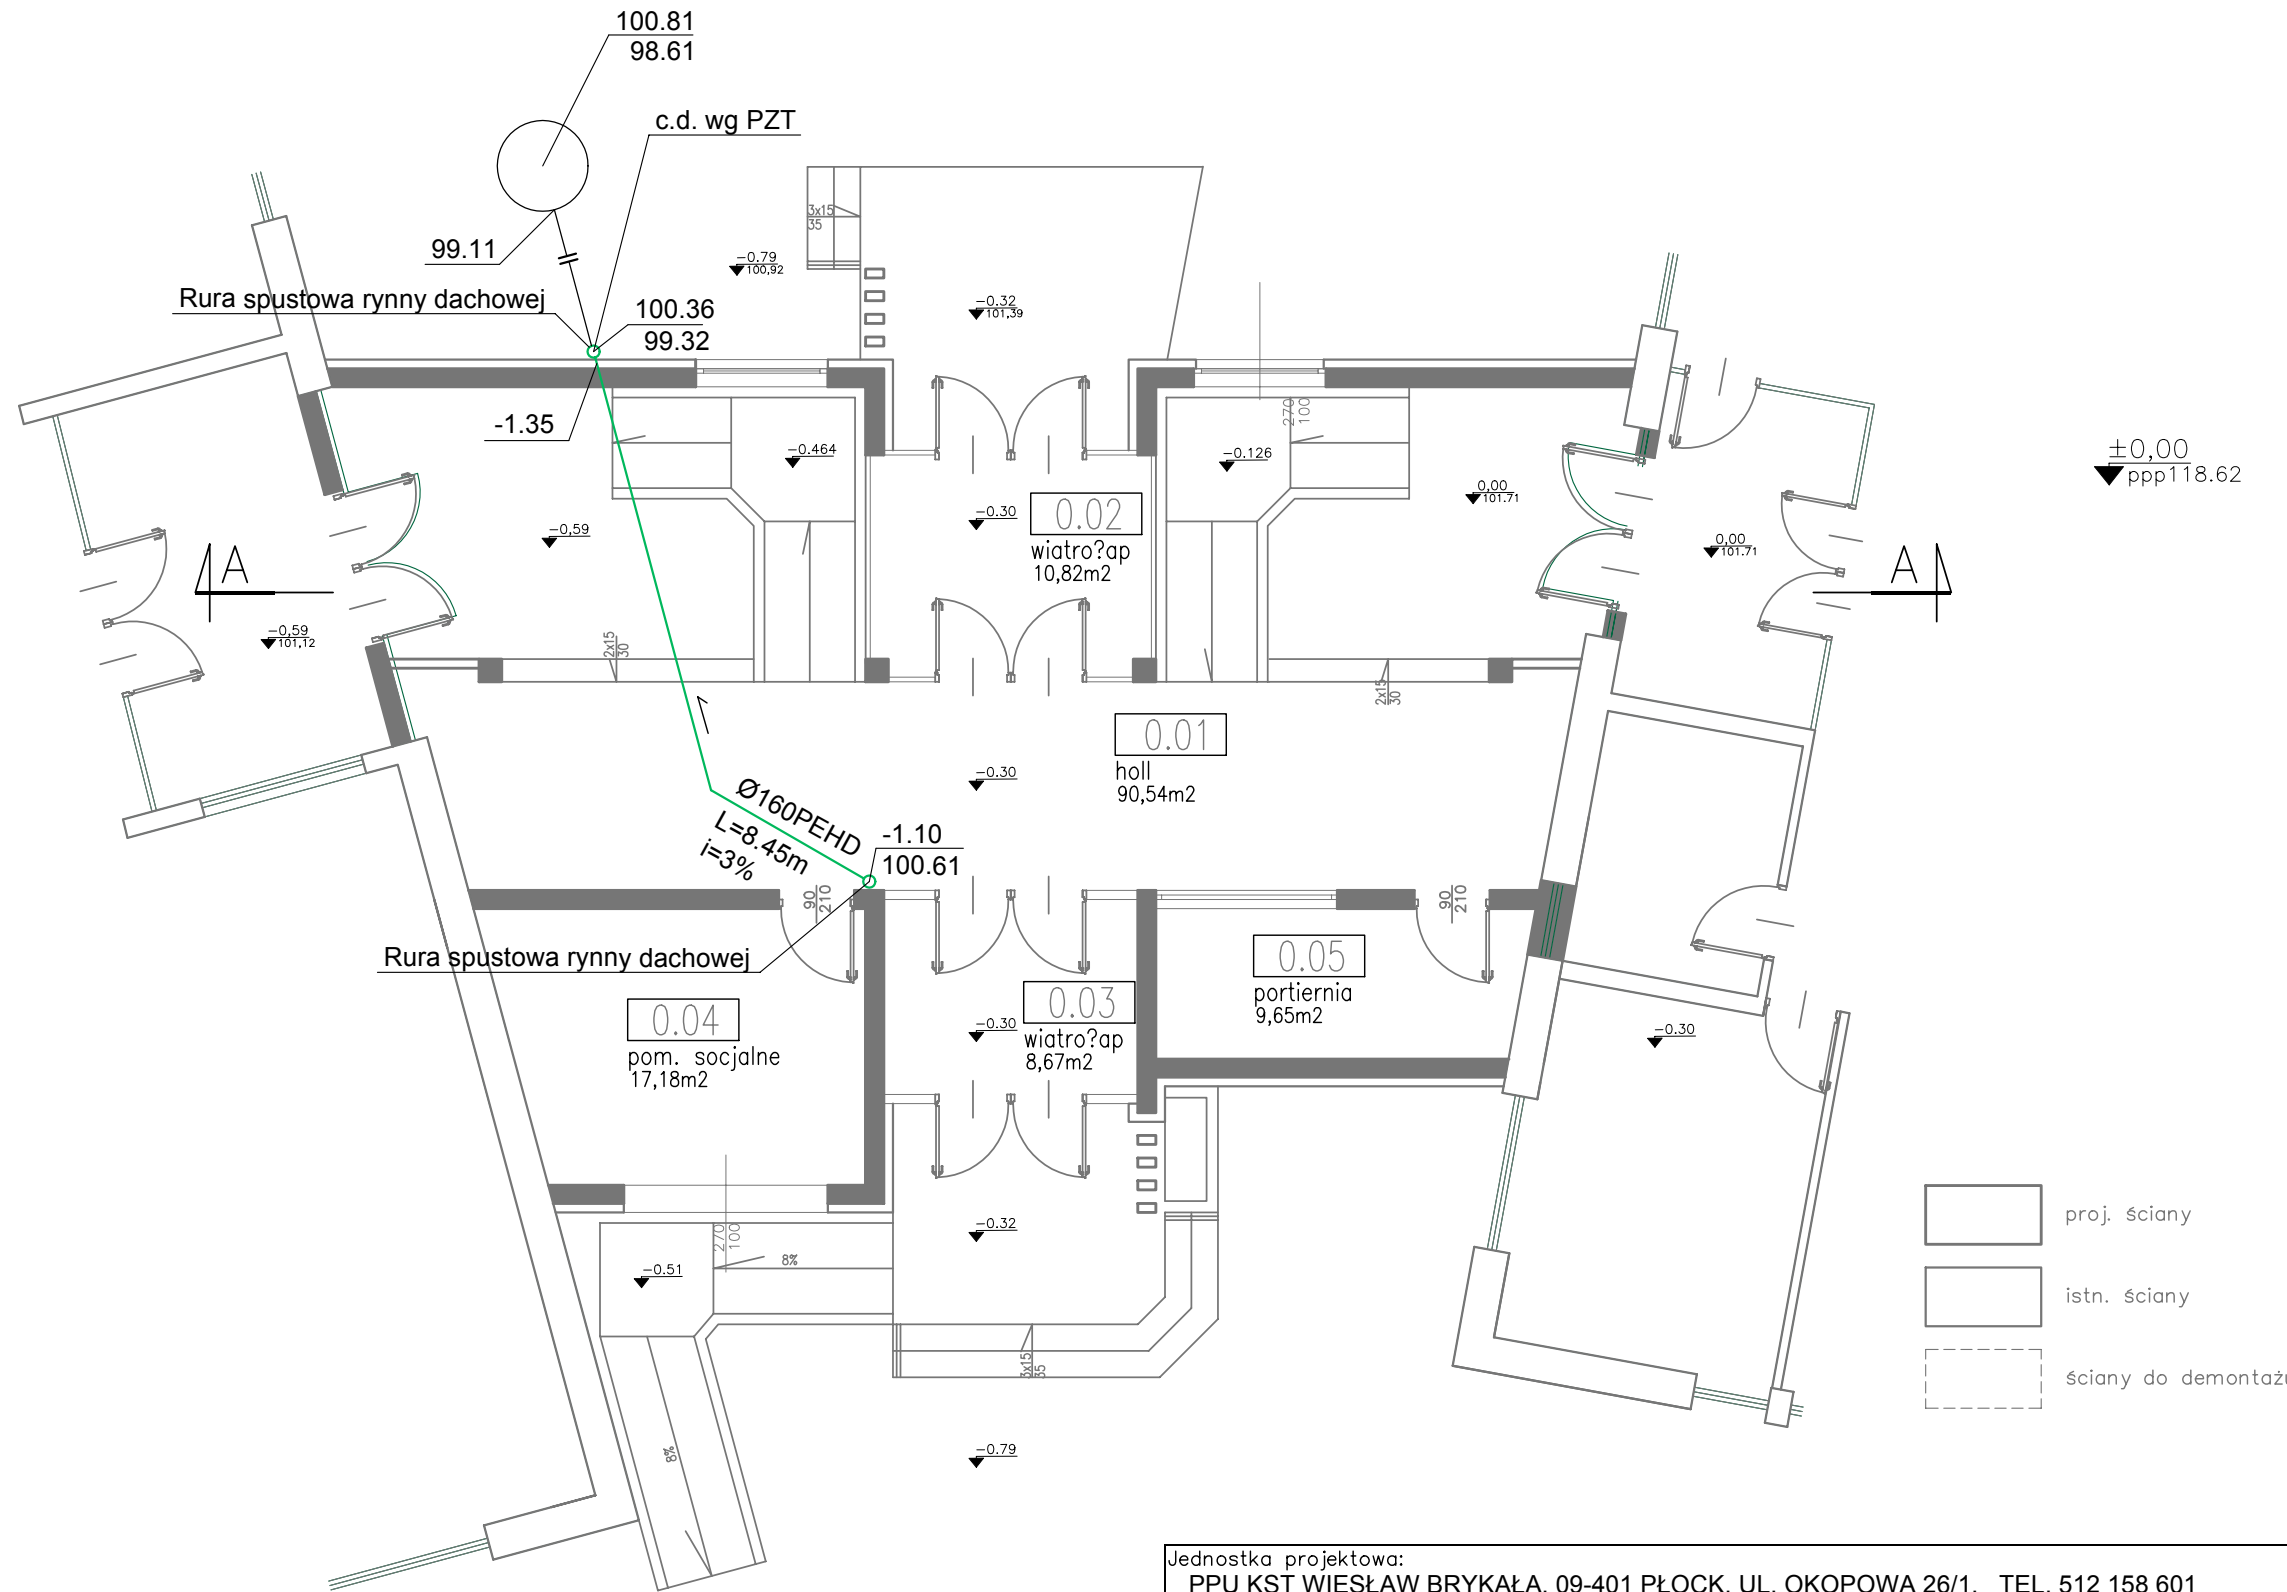 100.81
98.61
c.d. wg PZT
99.11
Rura spustowa rynny dachowej
100.36
99.32
-1.35
3x15
35
-0.79
100,92
-0.32
101,39
270
100
-0.464
-0.126
0,00
101.71
±0,00
ppp118.62
-0,59
-0.30
0.02
wiatro?ap
10,82m2
0,00
101.71
A
A
-0,59
101,12
2x15
30
2x15
30
0.01
holl
90,54m2
-0.30
Ø160PEHD
L=8.45m
i=3%
-1.10
100.61
90
210
90
210
Rura spustowa rynny dachowej
0.04
pom. socjalne
17,18m2
0.03
wiatro?ap
8,67m2
-0.30
0.05
portiernia
9,65m2
-0.30
270
100
8%
-0.51
-0.32
3x15
35
8%
-0.79
proj. ściany
istn. ściany
ściany do demontażu
Jednostka projektowa:
PPU KST WIESŁAW BRYKAŁA, 09-401 PŁOCK, UL. OKOPOWA 26/1, TEL. 512 158 601